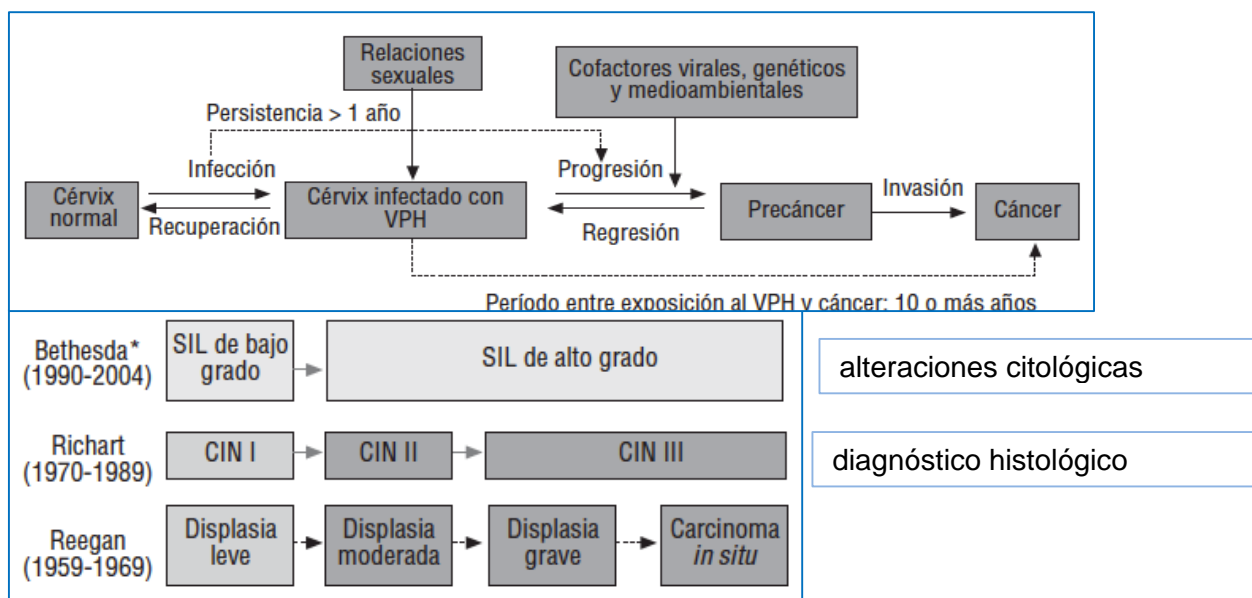 Relaciones
sexuales
Cofactores virales, genéticos
y medioambientales
Persistencia > 1 año
Infección
Progresión
Cérvix
normal
Recuperación
Cérvix infectado con
VPH
Regresión
Precáncer
Invasión
Cáncer
Período entre exposición al VPH y cáncer: 10 o más años
Bethesda*
(1990-2004)
SIL de bajo
grado
SIL de alto grado
alteraciones citológicas
Richart
(1970-1989)
CIN I
CIN II
CIN III
diagnóstico histológico
Reegan
(1959-1969)
Displasia
leve
Displasia
moderada
Displasia
grave
Carcinoma
in situ